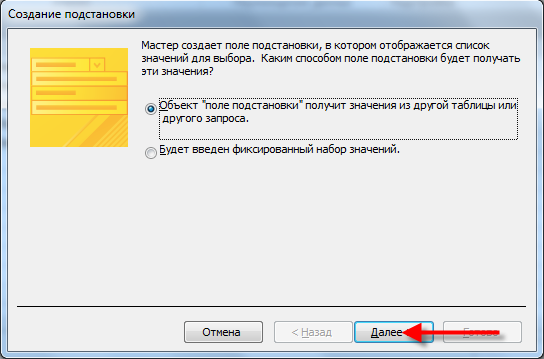 Создание подстановки
Мастер создает поле подстановки, в котором отображается список
значений для выбора. Каким способом поле подстановки будет получать
эти значения?
Объект "поле подстановки" получит значения из другой таблицы или
другого запроса.
Будет введен фиксированный набор значений.
Отмена
< Назад
Далее
Готово